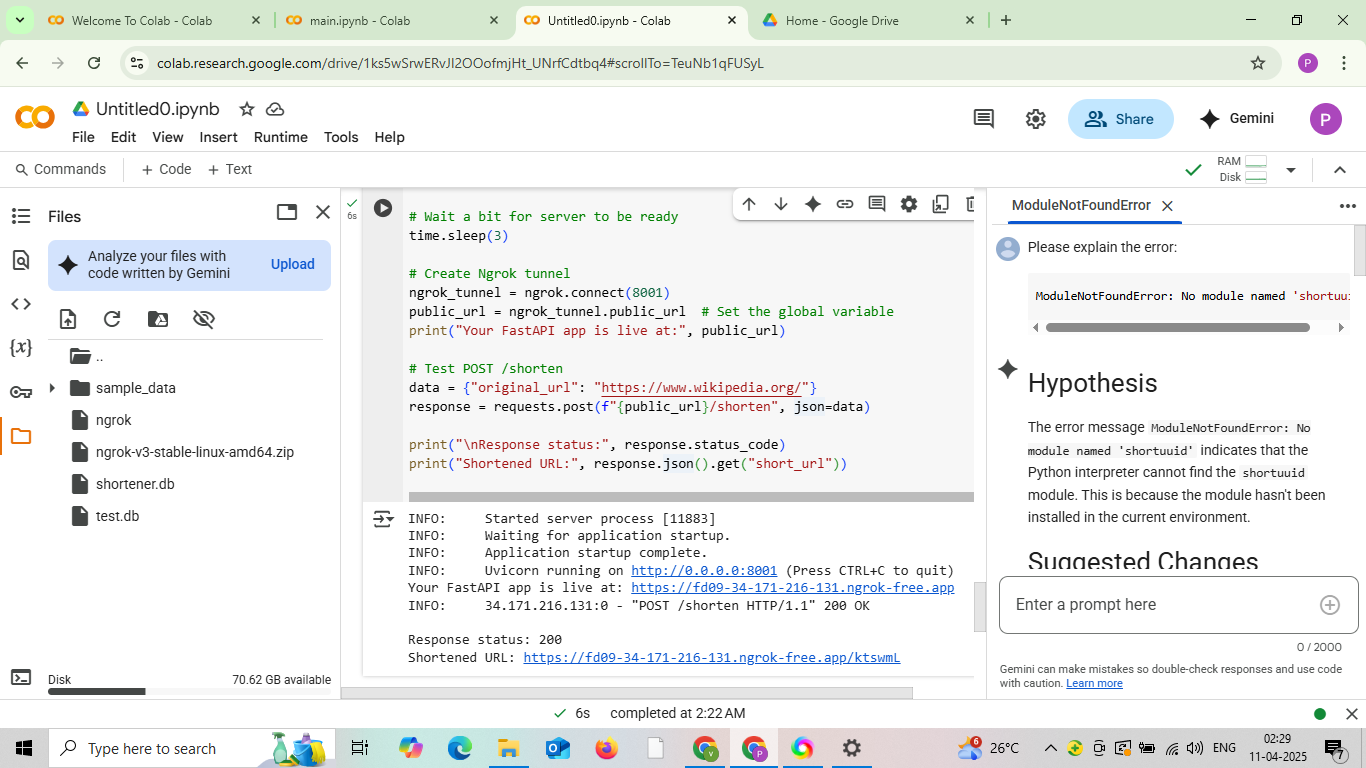 Welcome To Colab - Colab
main.ipynb - Colab
Untitled0.ipynb - Colab
Home - Google Drive
colab.research.google.com/drive/1ks5wSrwERvJI2OOofmjHt_UNrfCdtbq4#scrollTo=TeuNb1qFUSyL
P
Untitled0.ipynb
File Edit View Insert Runtime Tools Help
Share
Gemini
P
Commands
+ Code + Text
RAM
Disk
Files
Analyze your files with
code written by Gemini
Upload
..
sample_data
ngrok
ngrok-v3-stable-linux-amd64.zip
shortener.db
test.db
Disk
70.62 GB available
6s
# Wait a bit for server to be ready
time.sleep(3)
# Create Ngrok tunnel
ngrok_tunnel = ngrok.connect(8001)
public_url = ngrok_tunnel.public_url  # Set the global variable
print("Your FastAPI app is live at:", public_url)
# Test POST /shorten
data = {"original_url": "https://www.wikipedia.org/"}
response = requests.post(f"{public_url}/shorten", json=data)
print("\nResponse status:", response.status_code)
print("Shortened URL:", response.json().get("short_url"))
INFO:     Started server process [11883]
INFO:     Waiting for application startup.
INFO:     Application startup complete.
INFO:     Uvicorn running on http://0.0.0.0:8001 (Press CTRL+C to quit)
Your FastAPI app is live at: https://fd09-34-171-216-131.ngrok-free.app
INFO:     34.171.216.131:0 - "POST /shorten HTTP/1.1" 200 OK
Response status: 200
Shortened URL: https://fd09-34-171-216-131.ngrok-free.app/ktswmL
ModuleNotFoundError
Please explain the error:
ModuleNotFoundError: No module named 'shortuu
Hypothesis
The error message ModuleNotFoundError: No
module named 'shortuuid' indicates that the
Python interpreter cannot find the shortuuid
module. This is because the module hasn't been
installed in the current environment.
Suggested Changes
Enter a prompt here
0 / 2000
Gemini can make mistakes so double-check responses and use code
with caution. Learn more
6s completed at 2:22 AM
Type here to search
6
26°C
ENG
02:29
11-04-2025
7